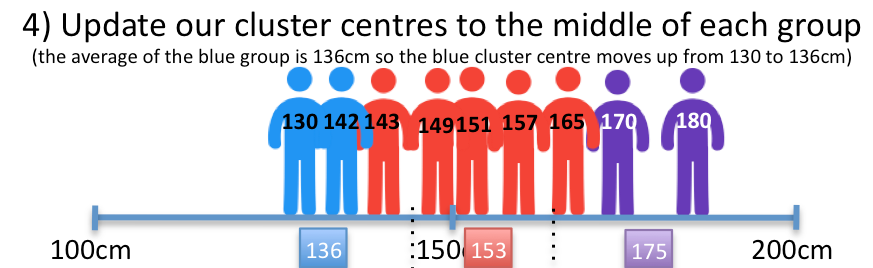 4) Update our cluster centres to the middle of each group
(the average of the blue group is 136cm so the blue cluster centre moves up from 130 to 136cm)
130 142 143 149 151 157 165 170 180
100cm 150 200cm
136 153 175